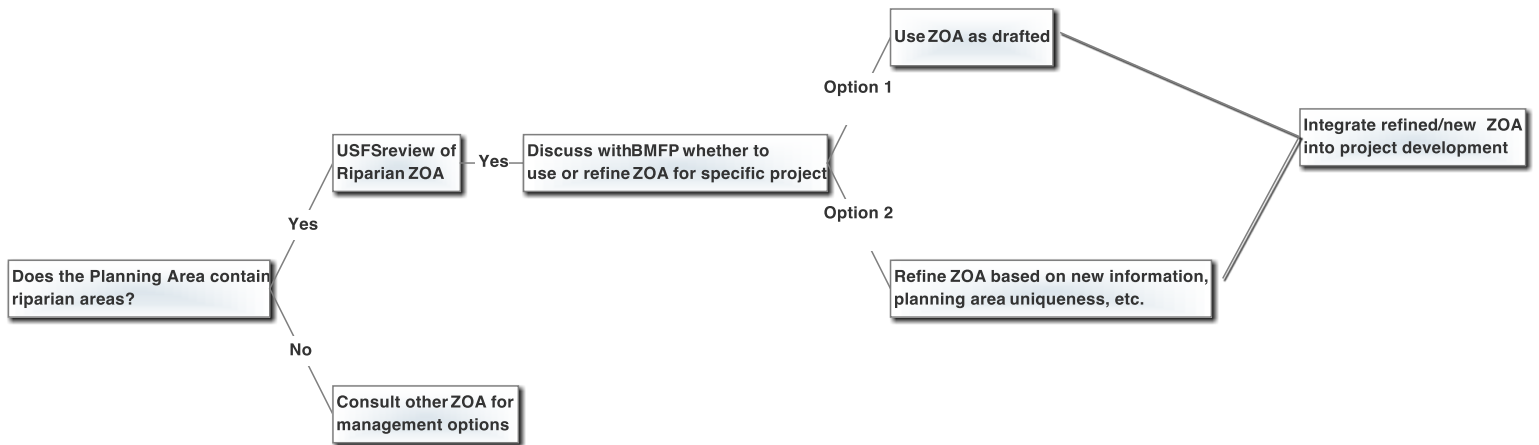 Does the Planning Area contain
riparian areas?
Yes
No
USFSreview of
Riparian ZOA
Yes
Consult other ZOA for
management options
Discuss withBMFP whether to
use or refine ZOA for specific project
Option 1
Option 2
Use ZOA as drafted
Refine ZOA based on new information,
planning area uniqueness, etc.
Integrate refined/new ZOA
into project development